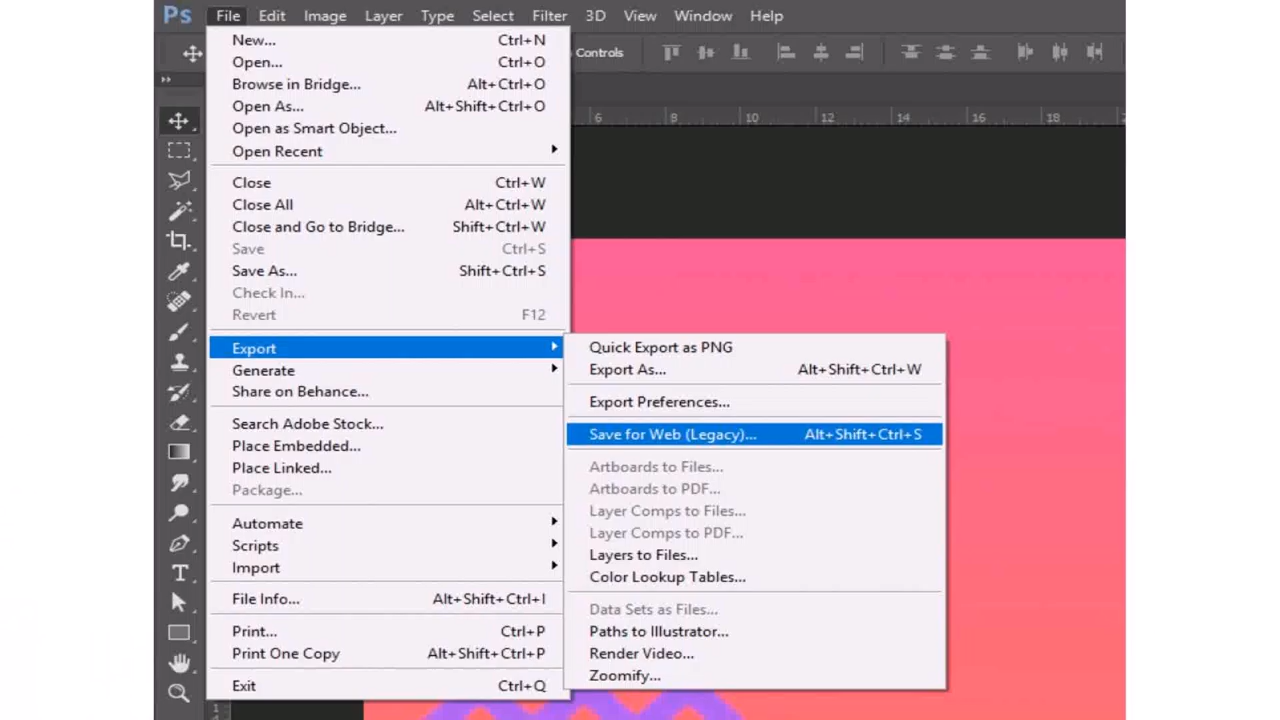 Ps File Edit Image Layer Type Select Filter 3D View Window Help
Controls
6 8 10 12 14 16 18
New... Ctrl+N
Open... Ctrl+O
Browse in Bridge... Alt+Ctrl+O
Open As... Alt+Shift+Ctrl+O
Open as Smart Object...
Open Recent
Close Ctrl+W
Close All Alt+Ctrl+W
Close and Go to Bridge... Shift+Ctrl+W
Save Ctrl+S
Save As... Shift+Ctrl+S
Check In...
Revert F12
Export
Generate
Share on Behance...
Search Adobe Stock...
Place Embedded...
Place Linked...
Package...
Automate
Scripts
Import
File Info... Alt+Shift+Ctrl+I
Print... Ctrl+P
Print One Copy Alt+Shift+Ctrl+P
Exit Ctrl+Q
Quick Export as PNG
Export As... Alt+Shift+Ctrl+W
Export Preferences...
Save for Web (Legacy)... Alt+Shift+Ctrl+S
Artboards to Files...
Artboards to PDF...
Layer Comps to Files...
Layer Comps to PDF...
Layers to Files...
Color Lookup Tables...
Data Sets as Files...
Paths to Illustrator...
Render Video...
Zoomify...